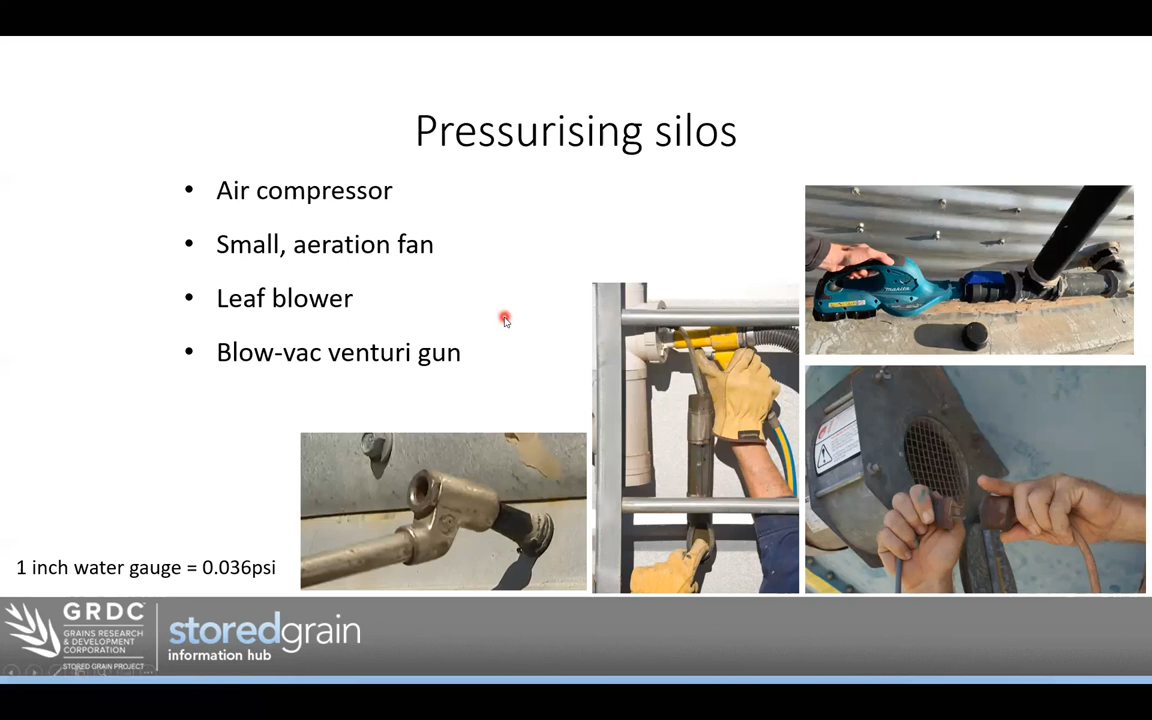 Pressurising silos
• Air compressor
• Small, aeration fan
• Leaf blower
• Blow-vac venturi gun
makita
1 inch water gauge = 0.036psi
GRDC
GRAINS RESEARCH
& DEVELOPMENT
CORPORATION
STORED GRAIN PROJECT
storedgrain
information hub